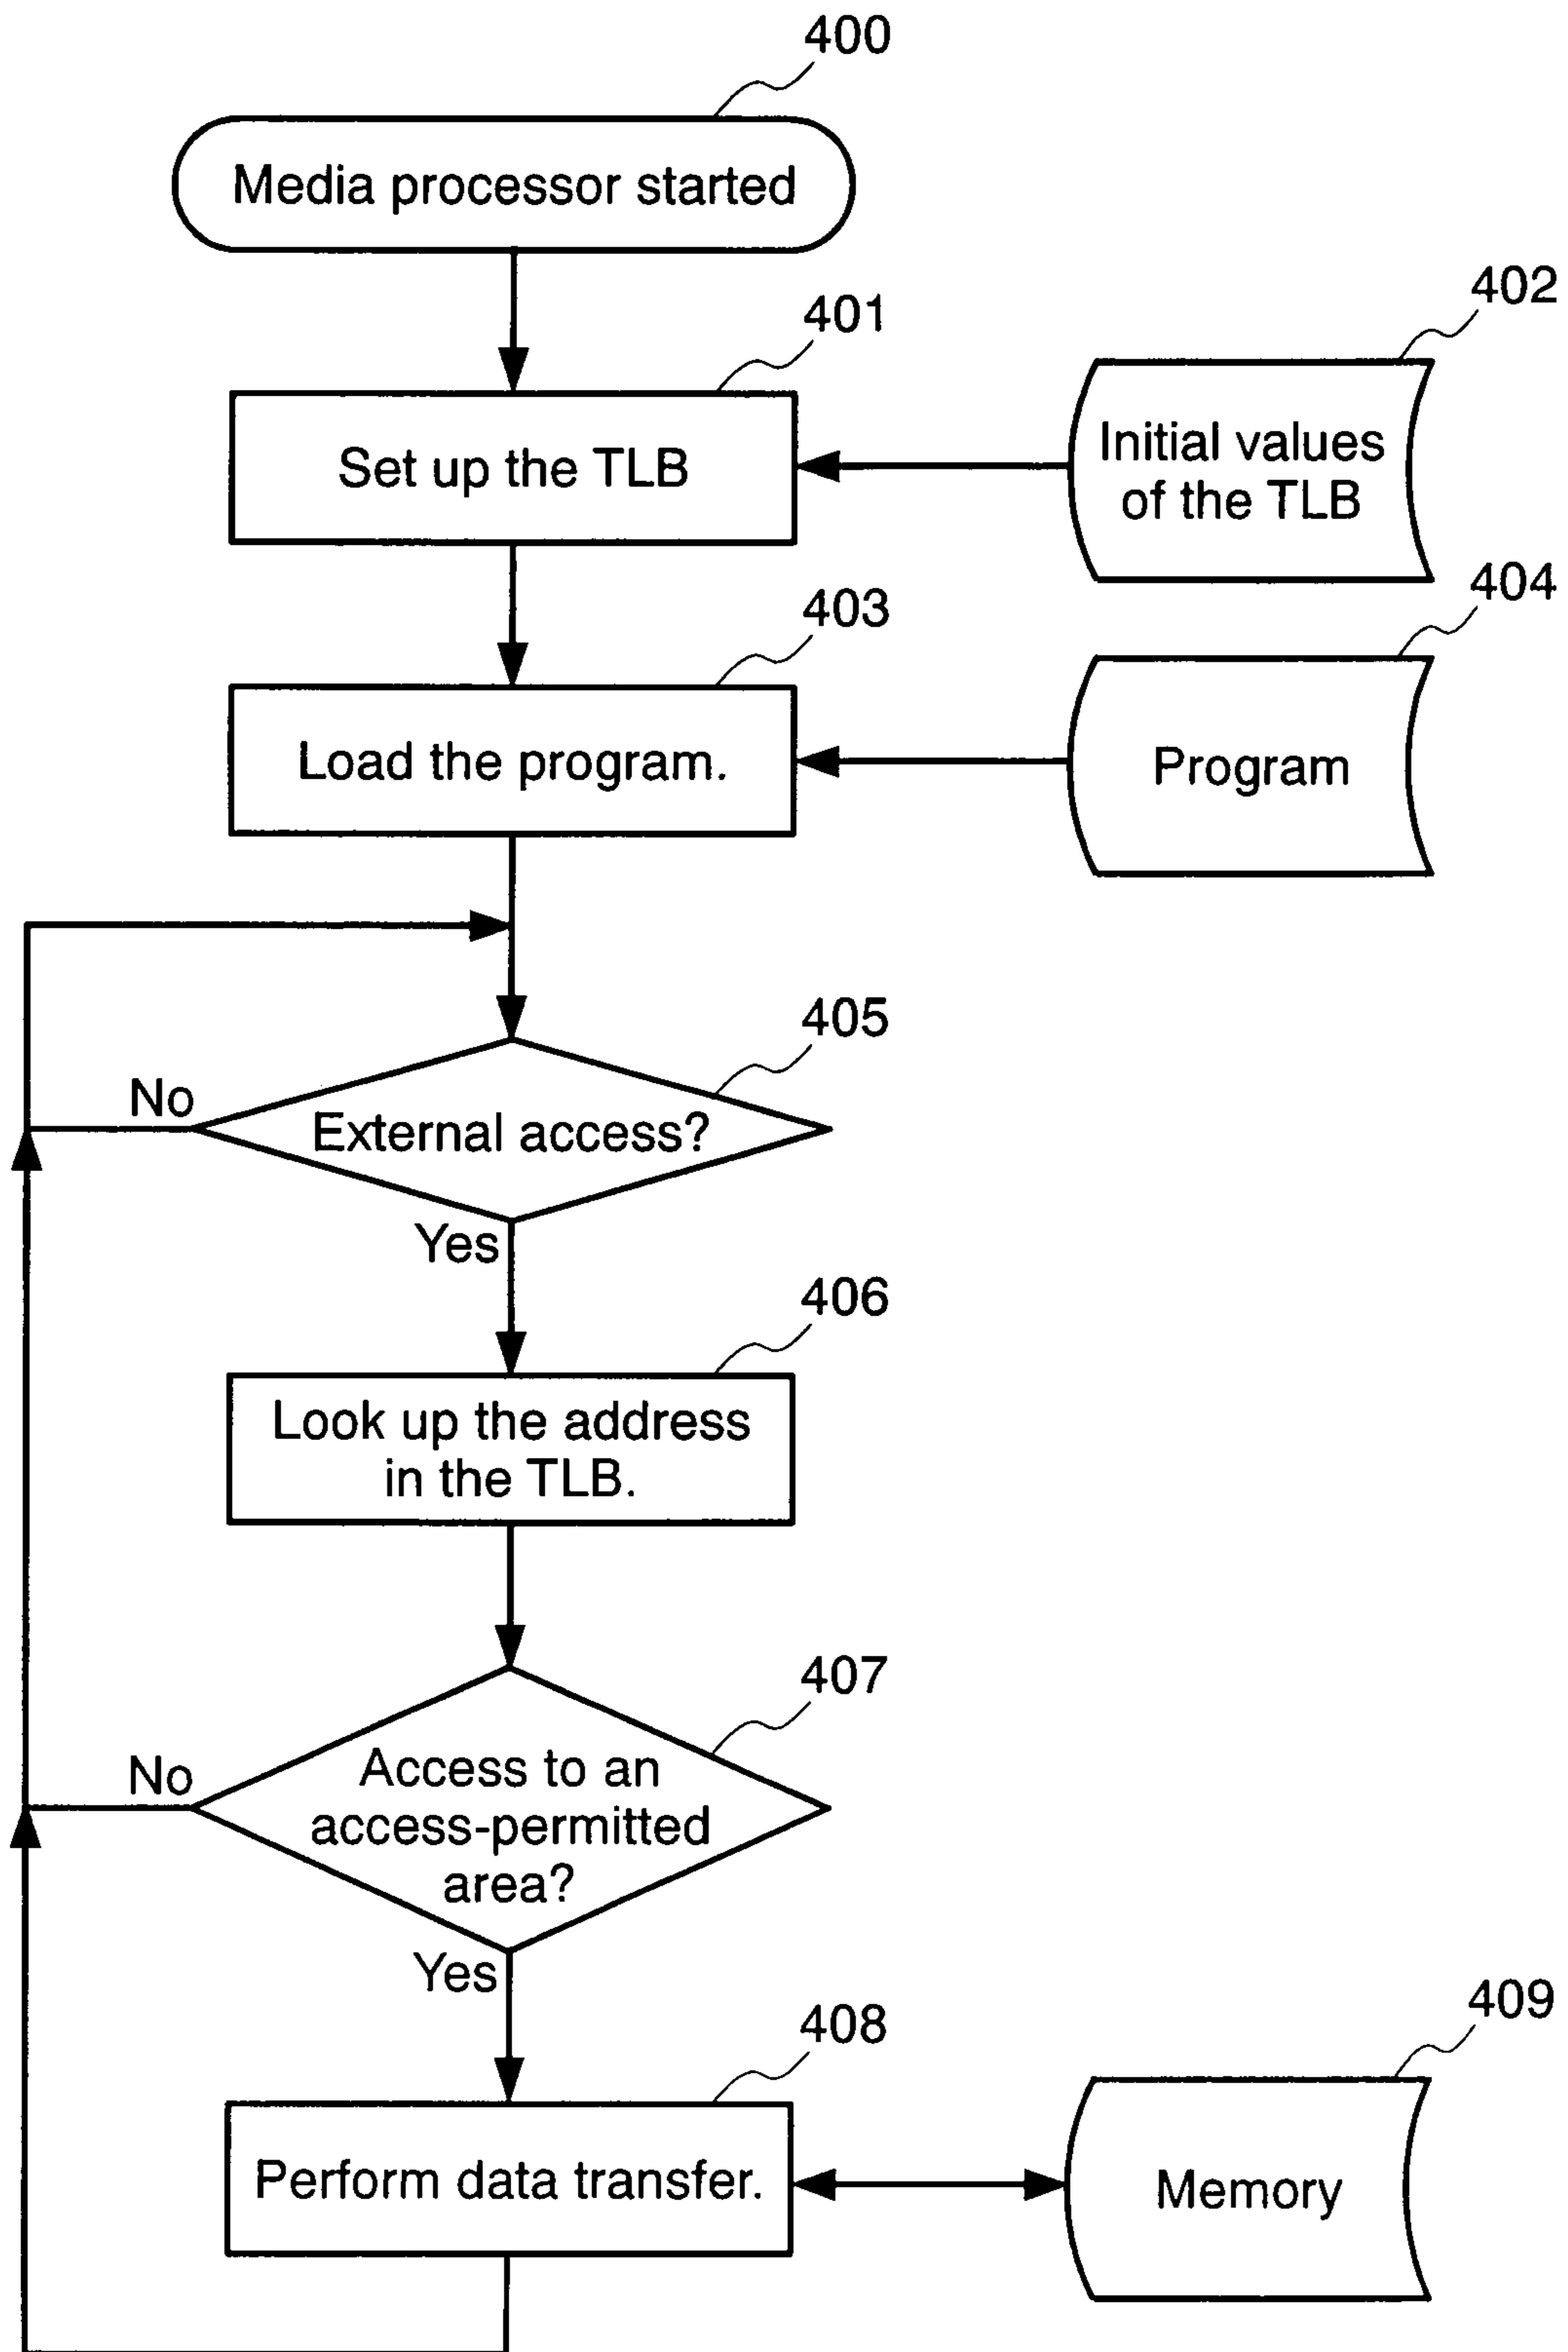 400
Media processor started
401
402
Set up the TLB
Initial values
of the TLB
403
404
Load the program.
Program
405
No
External access?
Yes
406
Look up the address
in the TLB.
407
No
Access to an
access-permitted
area?
Yes
408
409
Perform data transfer.
Memory